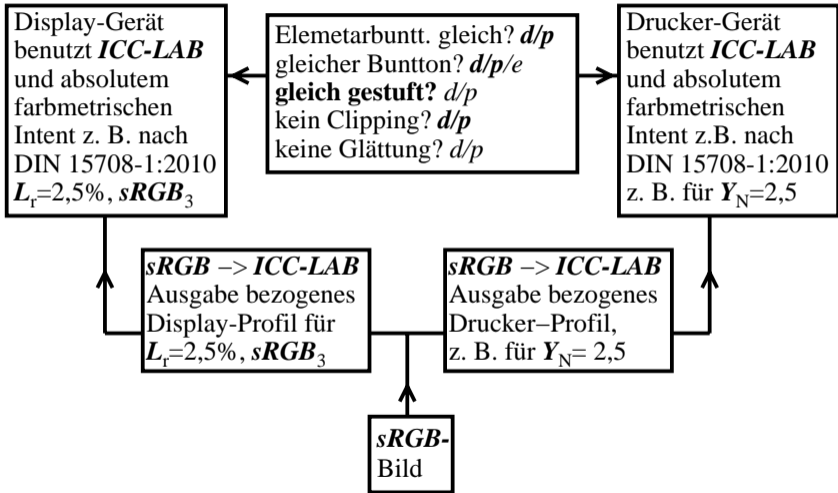 Display-Gerät
benutzt ICC-LAB
und absolutem
farbmetrischen
Intent z. B. nach
DIN 15708-1:2010
Lr=2,5%, sRGB3
Elemetarbuntt. gleich? d/p
gleicher Buntton? d/p/e
gleich gestuft? d/p
kein Clipping? d/p
keine Glättung? d/p
Drucker-Gerät
benutzt ICC-LAB
und absolutem
farbmetrischen
Intent z.B. nach
DIN 15708-1:2010
z. B. für YN=2,5
sRGB –> ICC-LAB
Ausgabe bezogenes
Display-Profil für
Lr=2,5%, sRGB3
sRGB –> ICC-LAB
Ausgabe bezogenes
Drucker–Profil,
z. B. für YN= 2,5
sRGB-
Bild